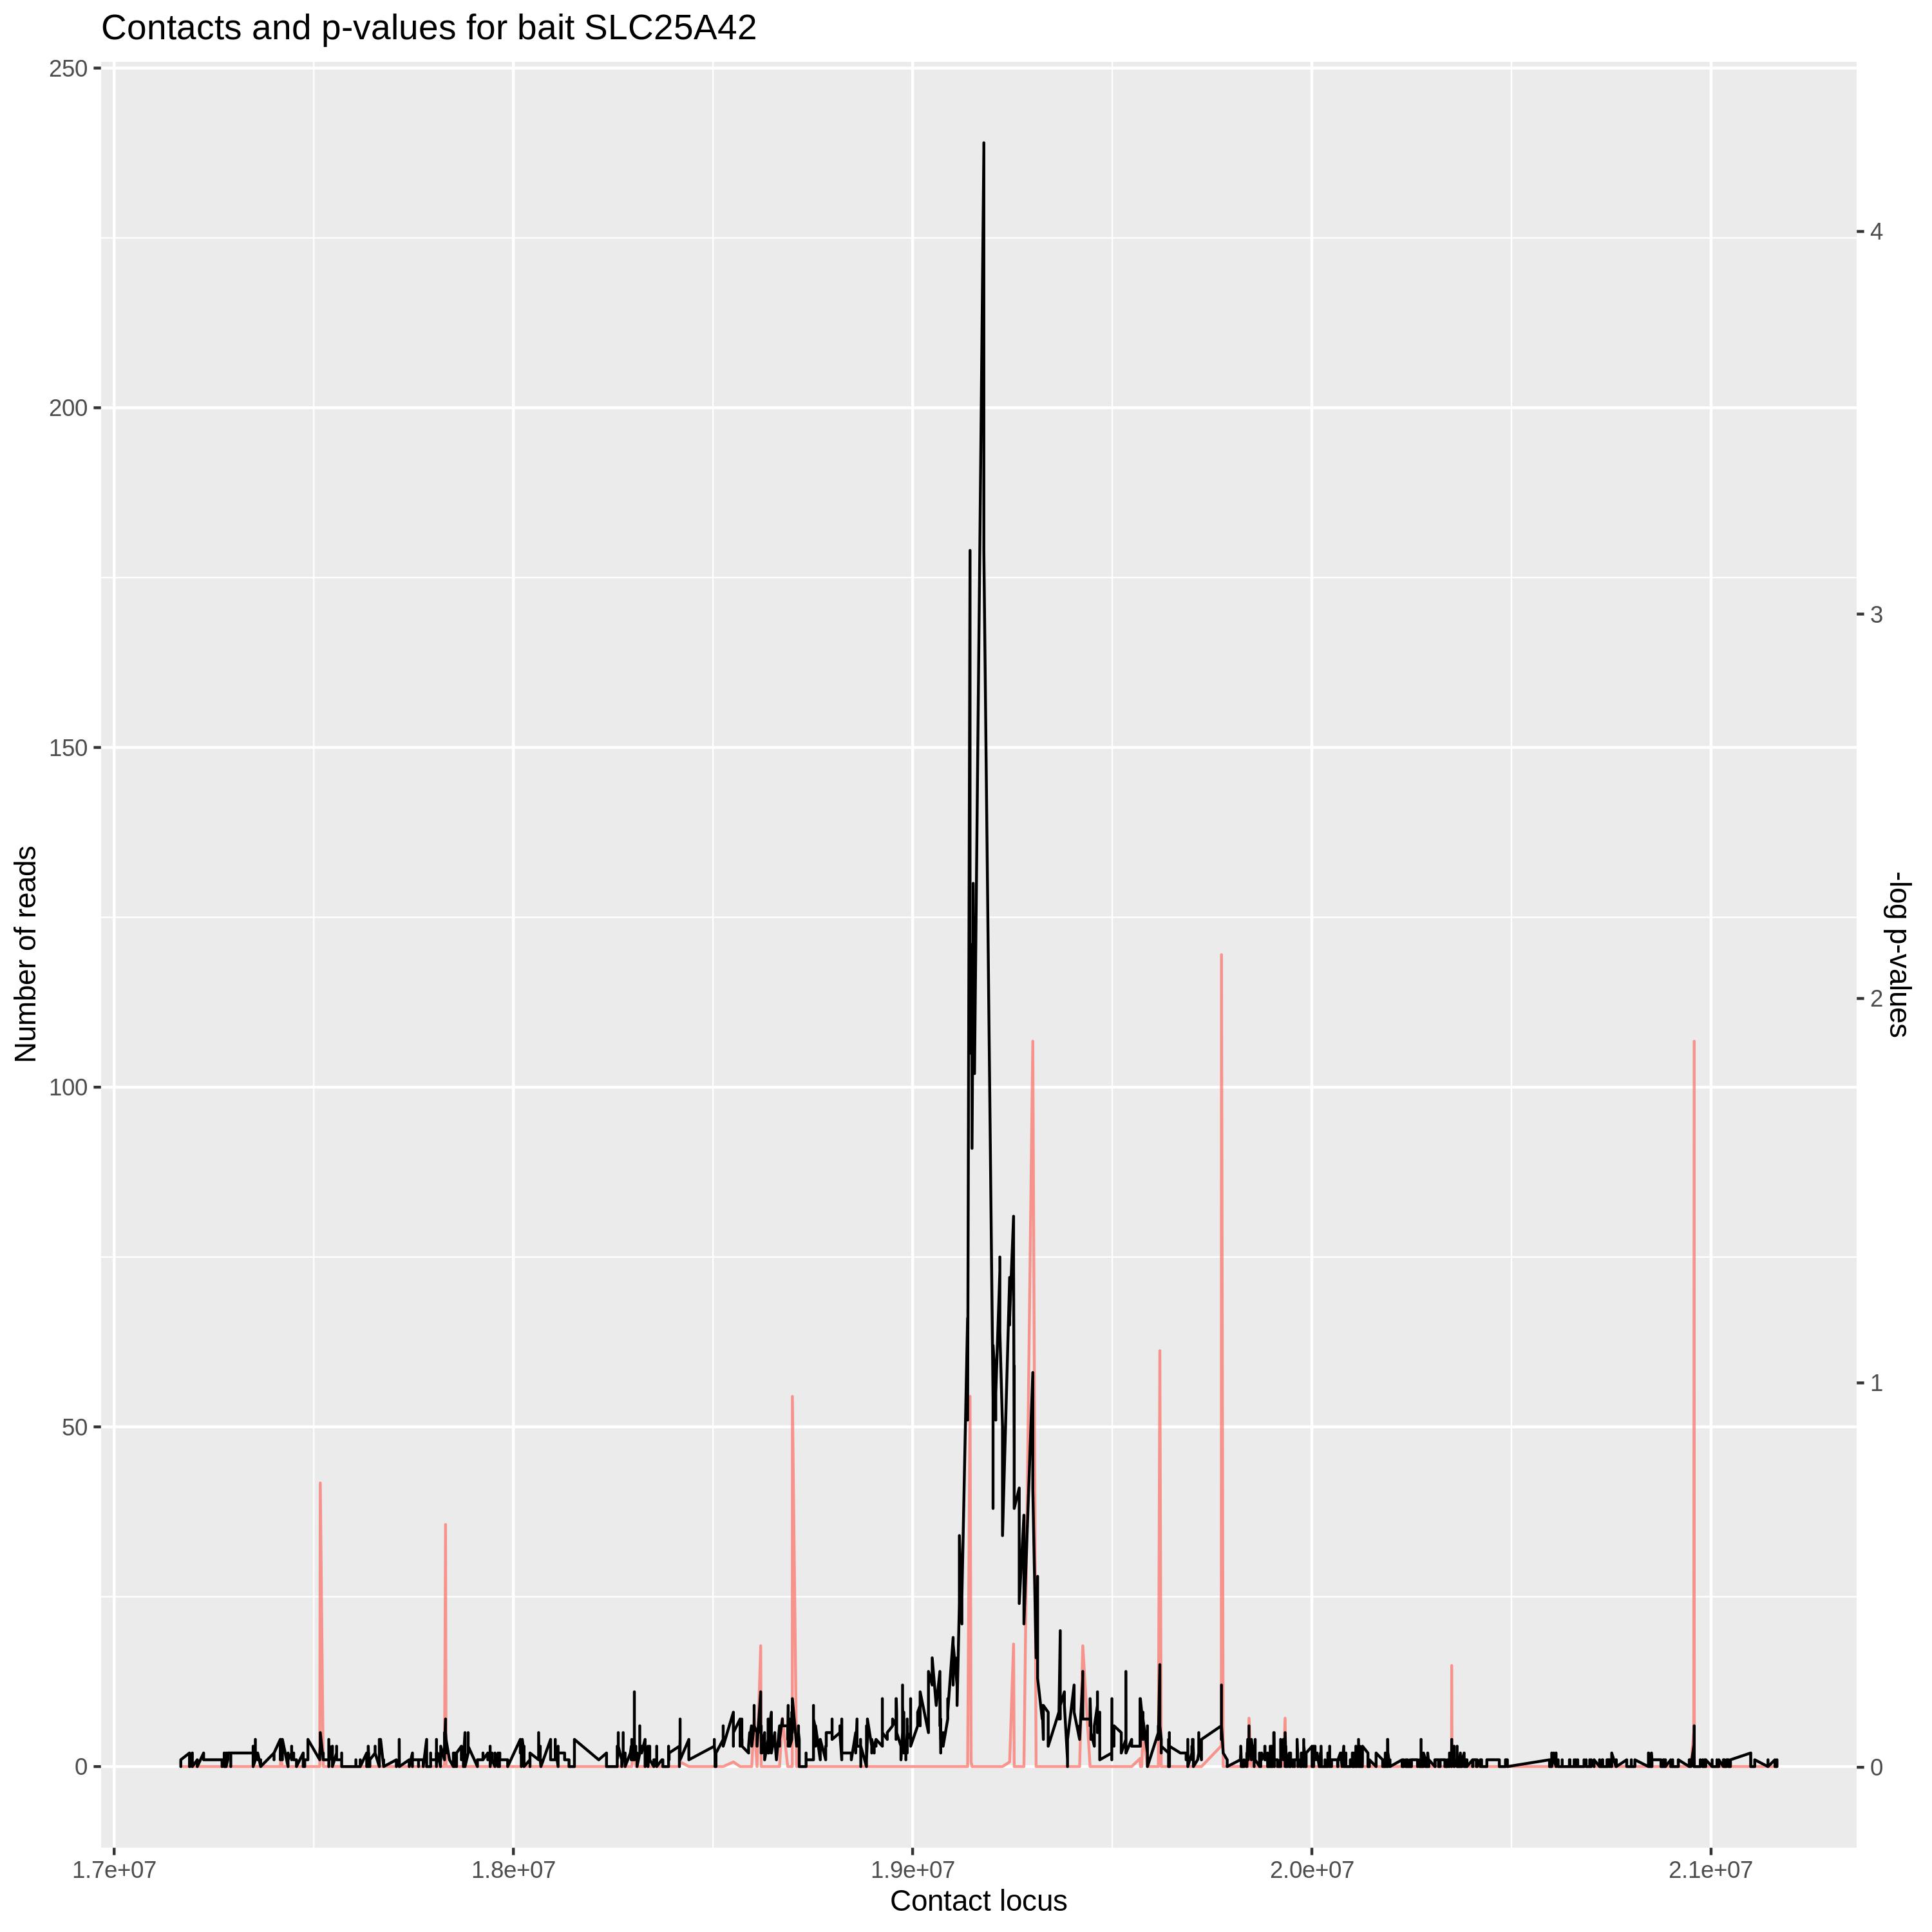 Contacts and p-values for bait SLC25A42
250
200
150
100
50
0
Number of reads
4
3
2
1
0
-log p-values
1.7e+07
1.8e+07
1.9e+07
2.0e+07
2.1e+07
Contact locus